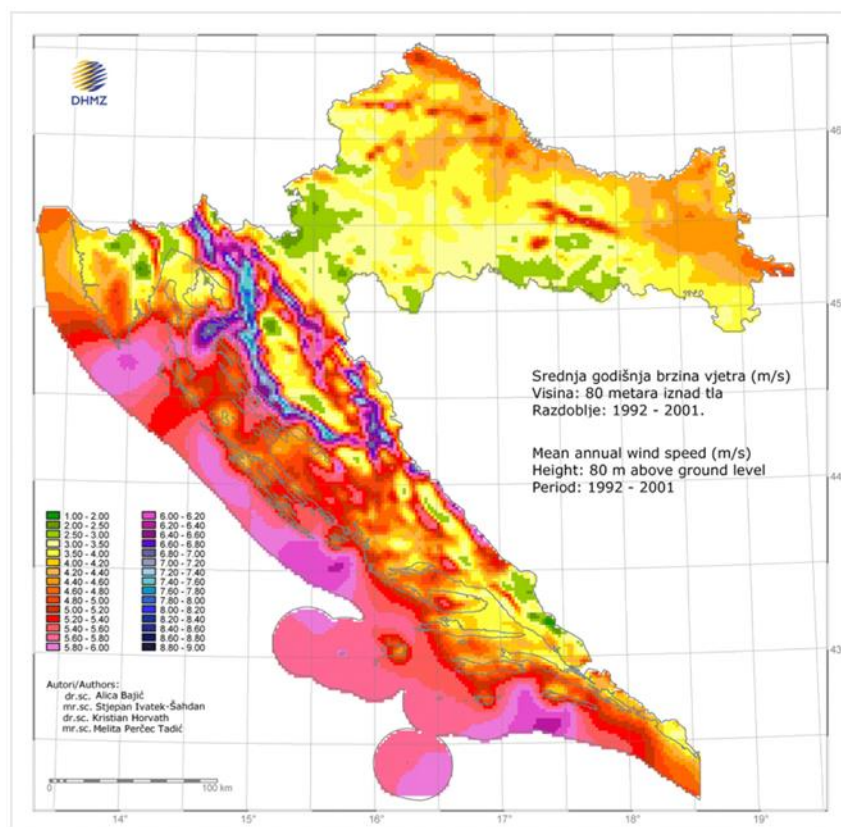 DHMZ
46
45
Srednja godišnja brzina vjetra (m/s)
Visina: 80 metara iznad tla
Razdoblje: 1992 - 2001.
Mean annual wind speed (m/s)
Height: 80 m above ground level
Period: 1992 - 2001
44
1.00 - 2.00 6.00 - 6.20
2.00 - 2.50 6.20 - 6.40
2.50 - 3.00 6.40 - 6.60
3.00 - 3.50 6.60 - 6.80
3.50 - 4.00 6.80 - 7.00
4.00 - 4.20 7.00 - 7.20
4.20 - 4.40 7.20 - 7.40
4.40 - 4.60 7.40 - 7.60
4.60 - 4.80 7.60 - 7.80
4.80 - 5.00 7.80 - 8.00
5.00 - 5.20 8.00 - 8.20
5.20 - 5.40 8.20 - 8.40
5.40 - 5.60 8.40 - 8.60
5.60 - 5.80 8.60 - 8.80
5.80 - 6.00 8.80 - 9.00
43
Autori/Authors:
dr.sc. Alica Bajić
mr.sc. Stjepan Ivatek-Šahdan
dr.sc. Kristian Horvath
mr.sc. Melita Perčec Tadić
0 100 km
14° 15° 16° 17° 18° 19°